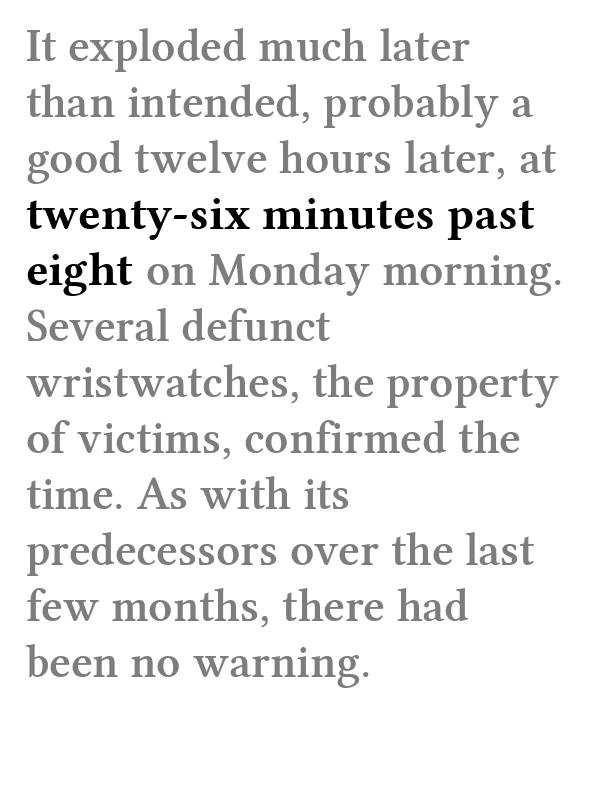 It exploded much later
than intended, probably a
good twelve hours later, at
twenty-six minutes past
eight on Monday morning.
Several defunct
wristwatches, the property
of victims, confirmed the
time. As with its
predecessors over the last
few months, there had
been no warning.